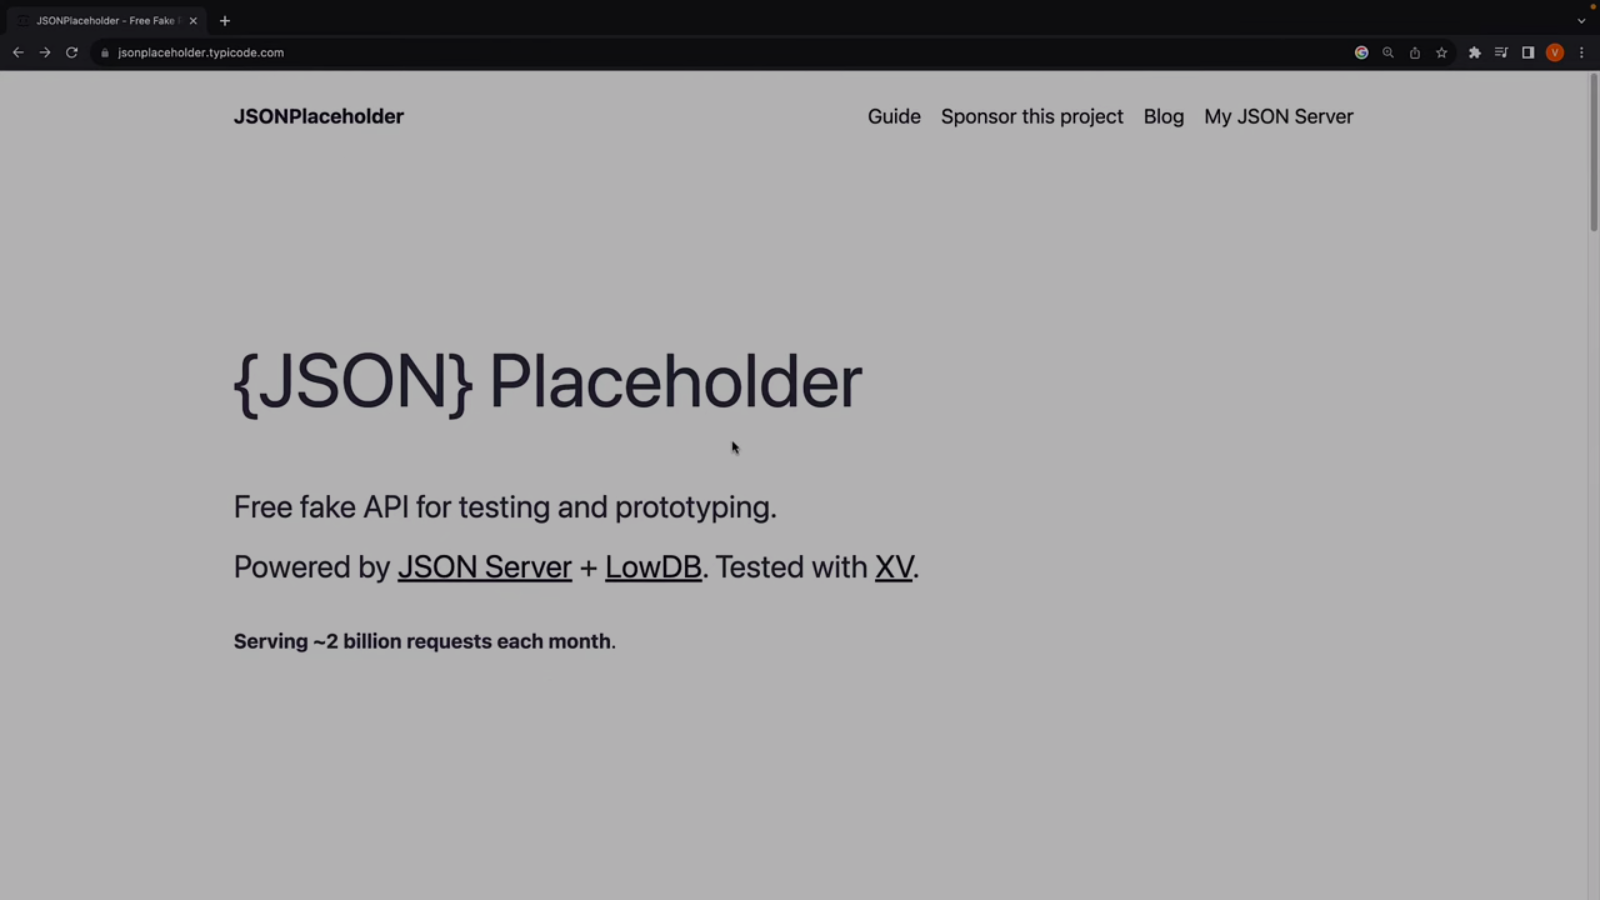 JSONPlaceholder - Free Fake
jsonplaceholder.typicode.com
V
JSONPlaceholder
Guide
Sponsor this project
Blog
My JSON Server
{JSON} Placeholder
Free fake API for testing and prototyping.
Powered by JSON Server + LowDB. Tested with XV.
Serving ~2 billion requests each month.